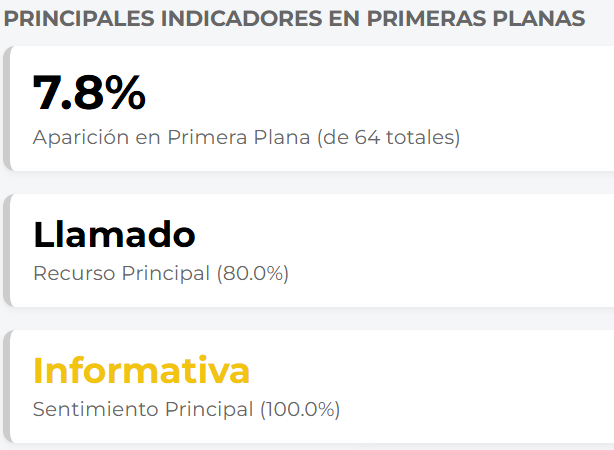 PRINCIPALES INDICADORES EN PRIMERAS PLANAS
7.8%
Aparición en Primera Plana (de 64 totales)
Llamado
Recurso Principal (80.0%)
Informativa
Sentimiento Principal (100.0%)